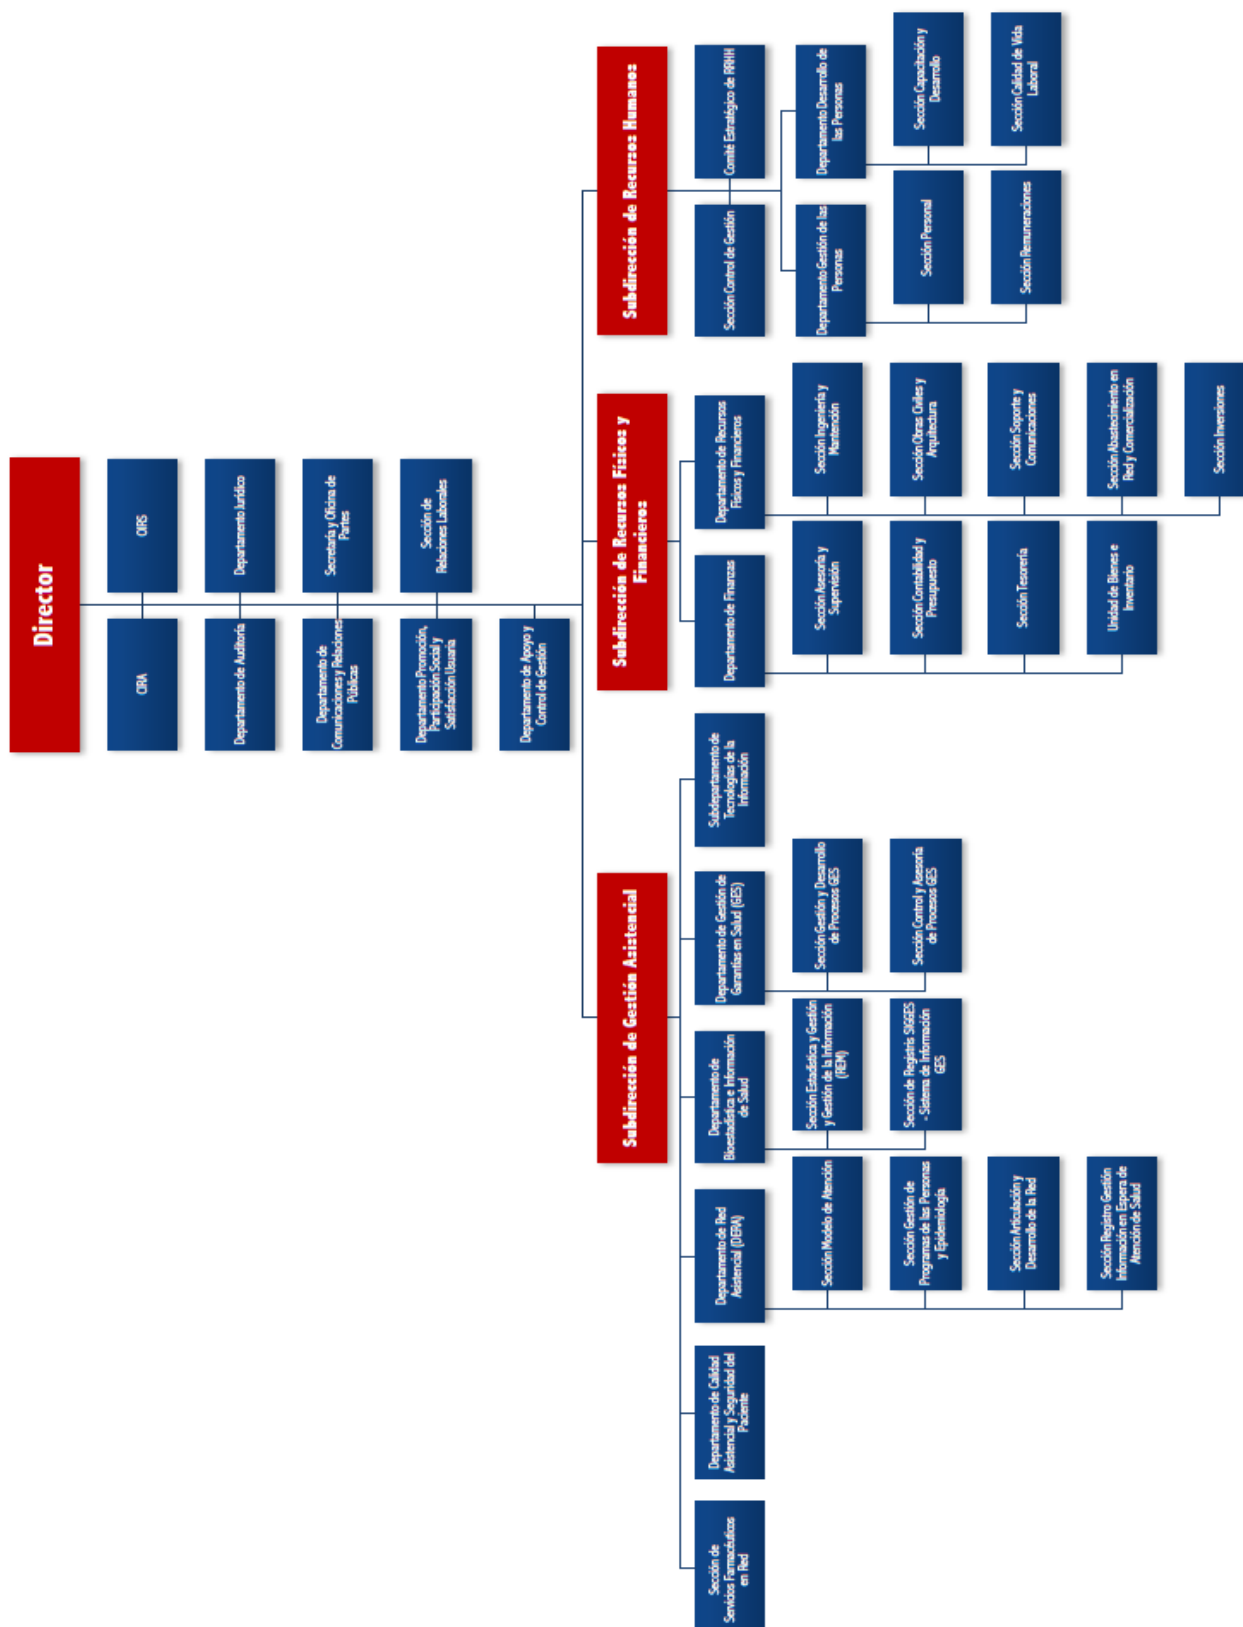 Director
OIRA
OIRS
Departamento de Auditoría
Departamento Jurídico
Departamento de
Comunicaciones y Relaciones
Públicas
Secretaría y Oficina de
Partes
Departamento Promoción,
Participación Social y
Satisfacción Usuaria
Sección de
Relaciones Laborales
Departamento de Apoyo y
Control de Gestión
Subdirección de Gestión Asistencial
Sección de
Servicios Farmacéuticos
en Red
Departamento de Calidad
Asistencial y Seguridad del
Paciente
Departamento de Red
Asistencial (DERA)
Sección Modelo de Atención
Sección Gestión de
Programas de las Personas
y Epidemiología
Sección Articulación y
Desarrollo de la Red
Sección Registro Gestión
Información en Espera de
Atención de Salud
Departamento de
Bioestadística e Información
de Salud
Sección Estadística y Gestión
y Gestión de la Información
(REM)
Sección de Registris SIGGES
- Sistema de Información
GES
Departamento de Gestión de
Garantías en Salud (GES)
Sección Gestión y Desarrollo
de Procesos GES
Sección Control y Asesoría
de Procesos GES
Subdepartamento de
Tecnologías de la
Información
Subdirección de Recursos Físicos y
Financieros
Departamento de Finanzas
Sección Asesoría y
Supervisión
Sección Contabilidad y
Presupuesto
Sección Tesorería
Unidad de Bienes e
Inventario
Departamento de Recursos
Físicos y Financieros
Sección Ingeniería y
Mantención
Sección Obras Civiles y
Arquitectura
Sección Soporte y
Comunicaciones
Sección Abastecimiento en
Red y Comercialización
Sección Inversiones
Subdirección de Recursos Humanos
Sección Control de Gestión
Comité Estratégico de RRHH
Departamento Gestión de las
Personas
Sección Personal
Sección Remuneraciones
Departamento Desarrollo de
las Personas
Sección Capacitación y
Desarrollo
Sección Calidad de Vida
Laboral